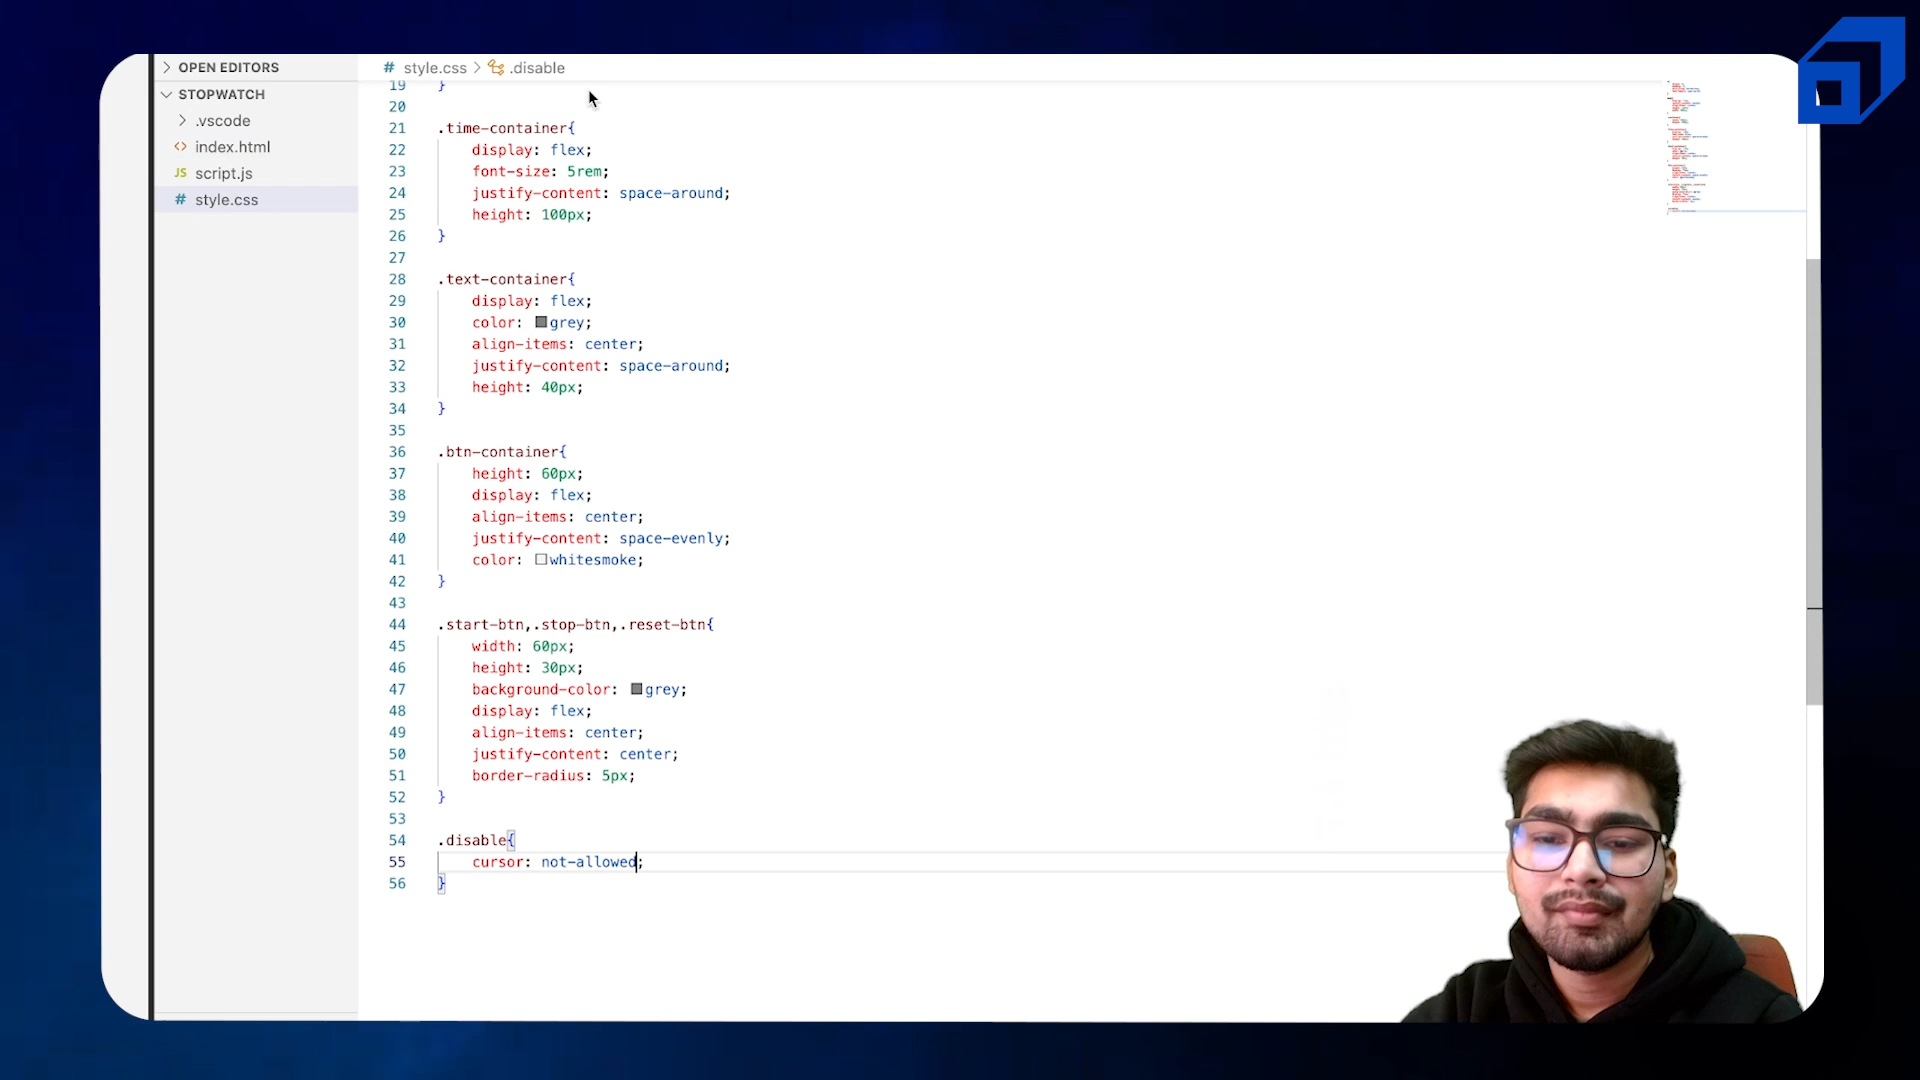 OPEN EDITORS
STOPWATCH
.vscode
index.html
JS script.js
# style.css
# style.css > .disable
19 }
20
21 .time-container{
22 display: flex;
23 font-size: 5rem;
24 justify-content: space-around;
25 height: 100px;
26 }
27
28 .text-container{
29 display: flex;
30 color: grey;
31 align-items: center;
32 justify-content: space-around;
33 height: 40px;
34 }
35
36 .btn-container{
37 height: 60px;
38 display: flex;
39 align-items: center;
40 justify-content: space-evenly;
41 color: whitesmoke;
42 }
43
44 .start-btn,.stop-btn,.reset-btn{
45 width: 60px;
46 height: 30px;
47 background-color: grey;
48 display: flex;
49 align-items: center;
50 justify-content: center;
51 border-radius: 5px;
52 }
53
54 .disable{
55 cursor: not-allowed;
56 }